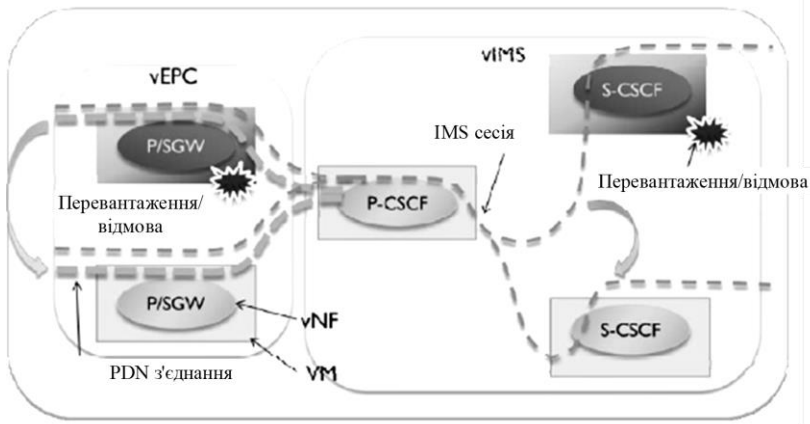 vEPC
vIMS
P/SGW
S-CSCF
IMS сесія
Перевантаження/
відмова
Перевантаження/відмова
P-CSCF
P/SGW
vNF
S-CSCF
PDN з'єднання
VM